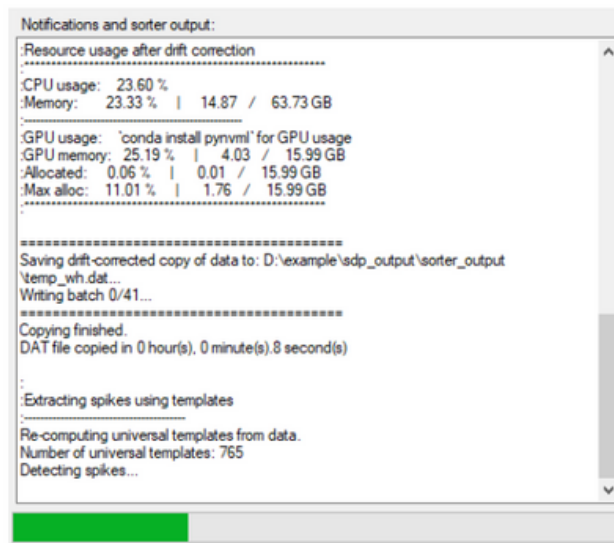 Notifications and sorter output:
:Resource usage after drift correction
:************************************************************
:CPU usage:    23.60 %
:Memory:    23.33 %   |   14.87  /  63.73 GB
:------------------------------------------------------
:GPU usage:    `conda install pynvml` for GPU usage
:GPU memory:  25.19 %   |   4.03  /  15.99 GB
:Allocated:    0.06 %   |   0.01  /  15.99 GB
:Max alloc:    11.01 %   |   1.76  /  15.99 GB
:************************************************************
========================================
Saving drift-corrected copy of data to: D:\example\sdp_output\sorter_output
\temp_wh.dat...
Writing batch 0/41...
========================================
Copying finished.
DAT file copied in 0 hour(s), 0 minute(s).8 second(s)
:
:Extracting spikes using templates
:----------------------------------------
Re-computing universal templates from data.
Number of universal templates: 765
Detecting spikes...